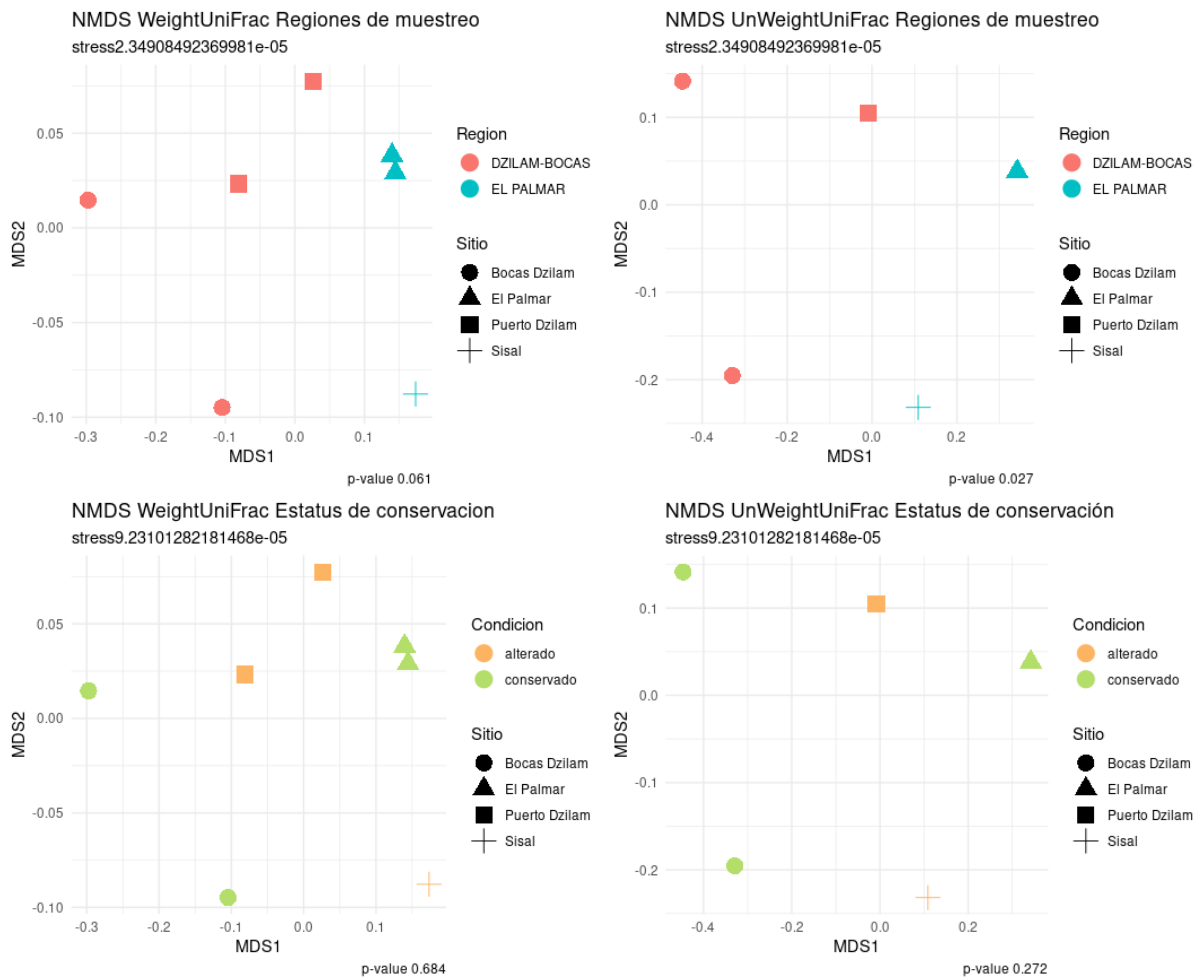 NMDS WeightUniFrac Regiones de muestreo
stress2.34908492369981e-05
MDS2
0.05
0.00
-0.05
-0.10
-0.3
-0.2
-0.1
0.0
0.1
MDS1
p-value 0.061
Region
DZILAM-BOCAS
EL PALMAR
Sitio
Bocas Dzilam
El Palmar
Puerto Dzilam
Sisal
NMDS UnWeightUniFrac Regiones de muestreo
stress2.34908492369981e-05
MDS2
0.1
0.0
-0.1
-0.2
-0.4
-0.2
0.0
0.2
MDS1
p-value 0.027
Region
DZILAM-BOCAS
EL PALMAR
Sitio
Bocas Dzilam
El Palmar
Puerto Dzilam
Sisal
NMDS WeightUniFrac Estatus de conservacion
stress9.23101282181468e-05
MDS2
0.05
0.00
-0.05
-0.10
-0.3
-0.2
-0.1
0.0
0.1
MDS1
p-value 0.684
Condicion
alterado
conservado
Sitio
Bocas Dzilam
El Palmar
Puerto Dzilam
Sisal
NMDS UnWeightUniFrac Estatus de conservación
stress9.23101282181468e-05
MDS2
0.1
0.0
-0.1
-0.2
-0.4
-0.2
0.0
0.2
MDS1
p-value 0.272
Condicion
alterado
conservado
Sitio
Bocas Dzilam
El Palmar
Puerto Dzilam
Sisal